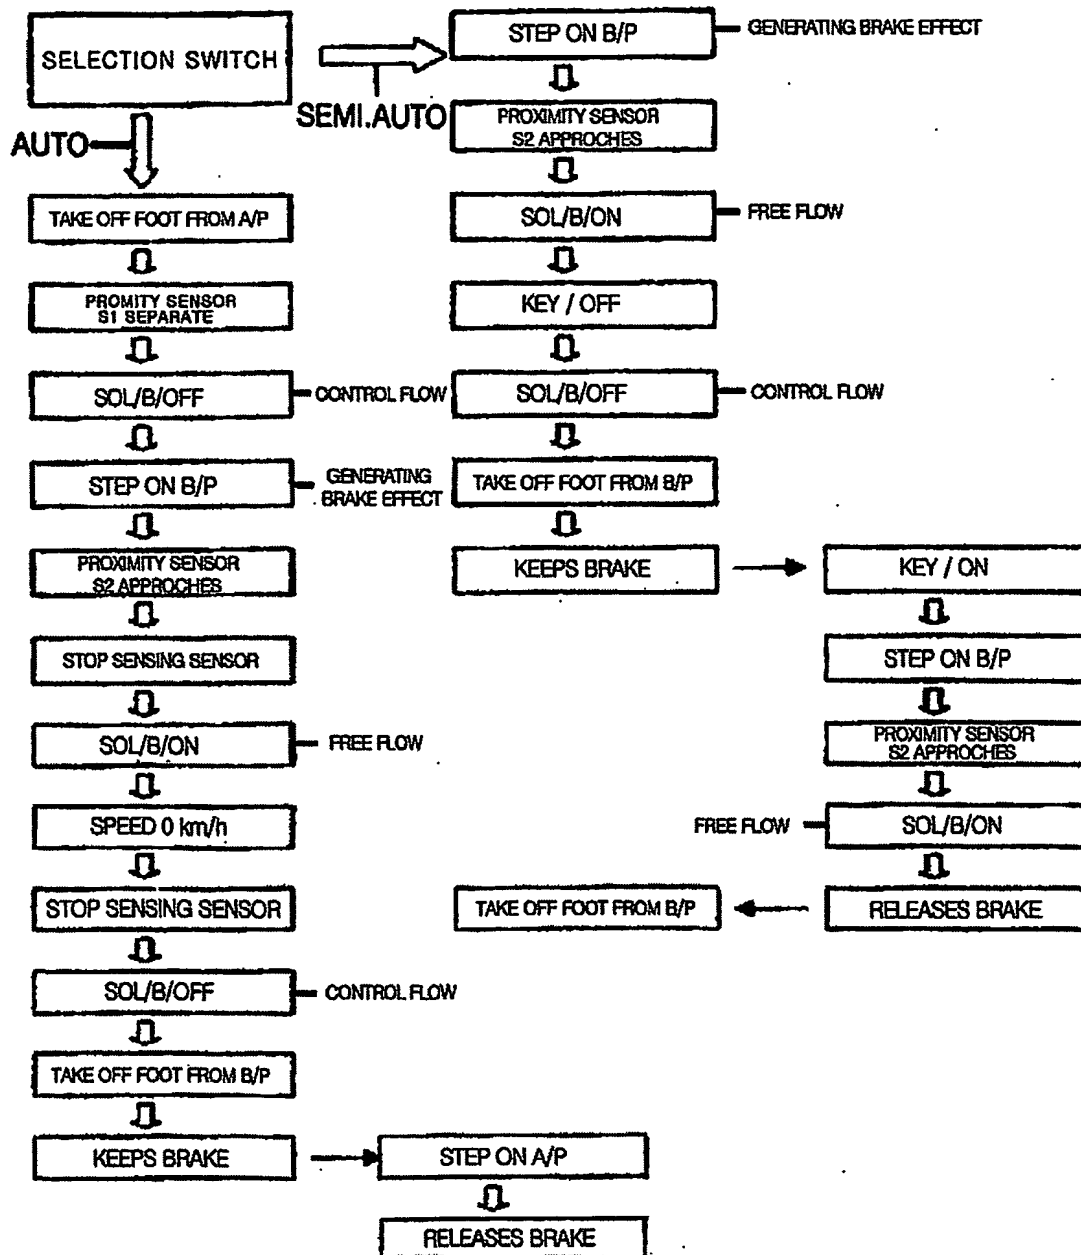 SELECTION SWITCH
AUTO
SEMI.AUTO
TAKE OFF FOOT FROM A/P
PROMITY SENSOR
S1 SEPARATE
SOL/B/OFF
CONTROL FLOW
STEP ON B/P
GENERATING
BRAKE EFFECT
PROXIMITY SENSOR
S2 APPROCHES
STOP SENSING SENSOR
SOL/B/ON
FREE FLOW
SPEED 0 km/h
STOP SENSING SENSOR
SOL/B/OFF
CONTROL FLOW
TAKE OFF FOOT FROM B/P
KEEPS BRAKE
STEP ON A/P
RELEASES BRAKE
STEP ON B/P
GENERATING BRAKE EFFECT
PROXIMITY SENSOR
S2 APPROCHES
SOL/B/ON
FREE FLOW
KEY / OFF
SOL/B/OFF
CONTROL FLOW
TAKE OFF FOOT FROM B/P
KEEPS BRAKE
KEY / ON
STEP ON B/P
PROXIMITY SENSOR
S2 APPROCHES
FREE FLOW
SOL/B/ON
RELEASES BRAKE
TAKE OFF FOOT FROM B/P